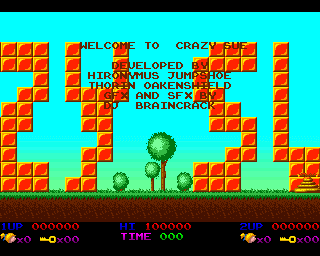 WELCOME TO CRAZY SUE
DEVELOPED BY
HIRONYMUS JUMPSHOE
THORIN OAKENSHIELD
GFX AND SFX BY
DJ BRAINCRACK
1UP 000000 HI 100000 2UP 000000
x0 x00 TIME 000 x0 x00